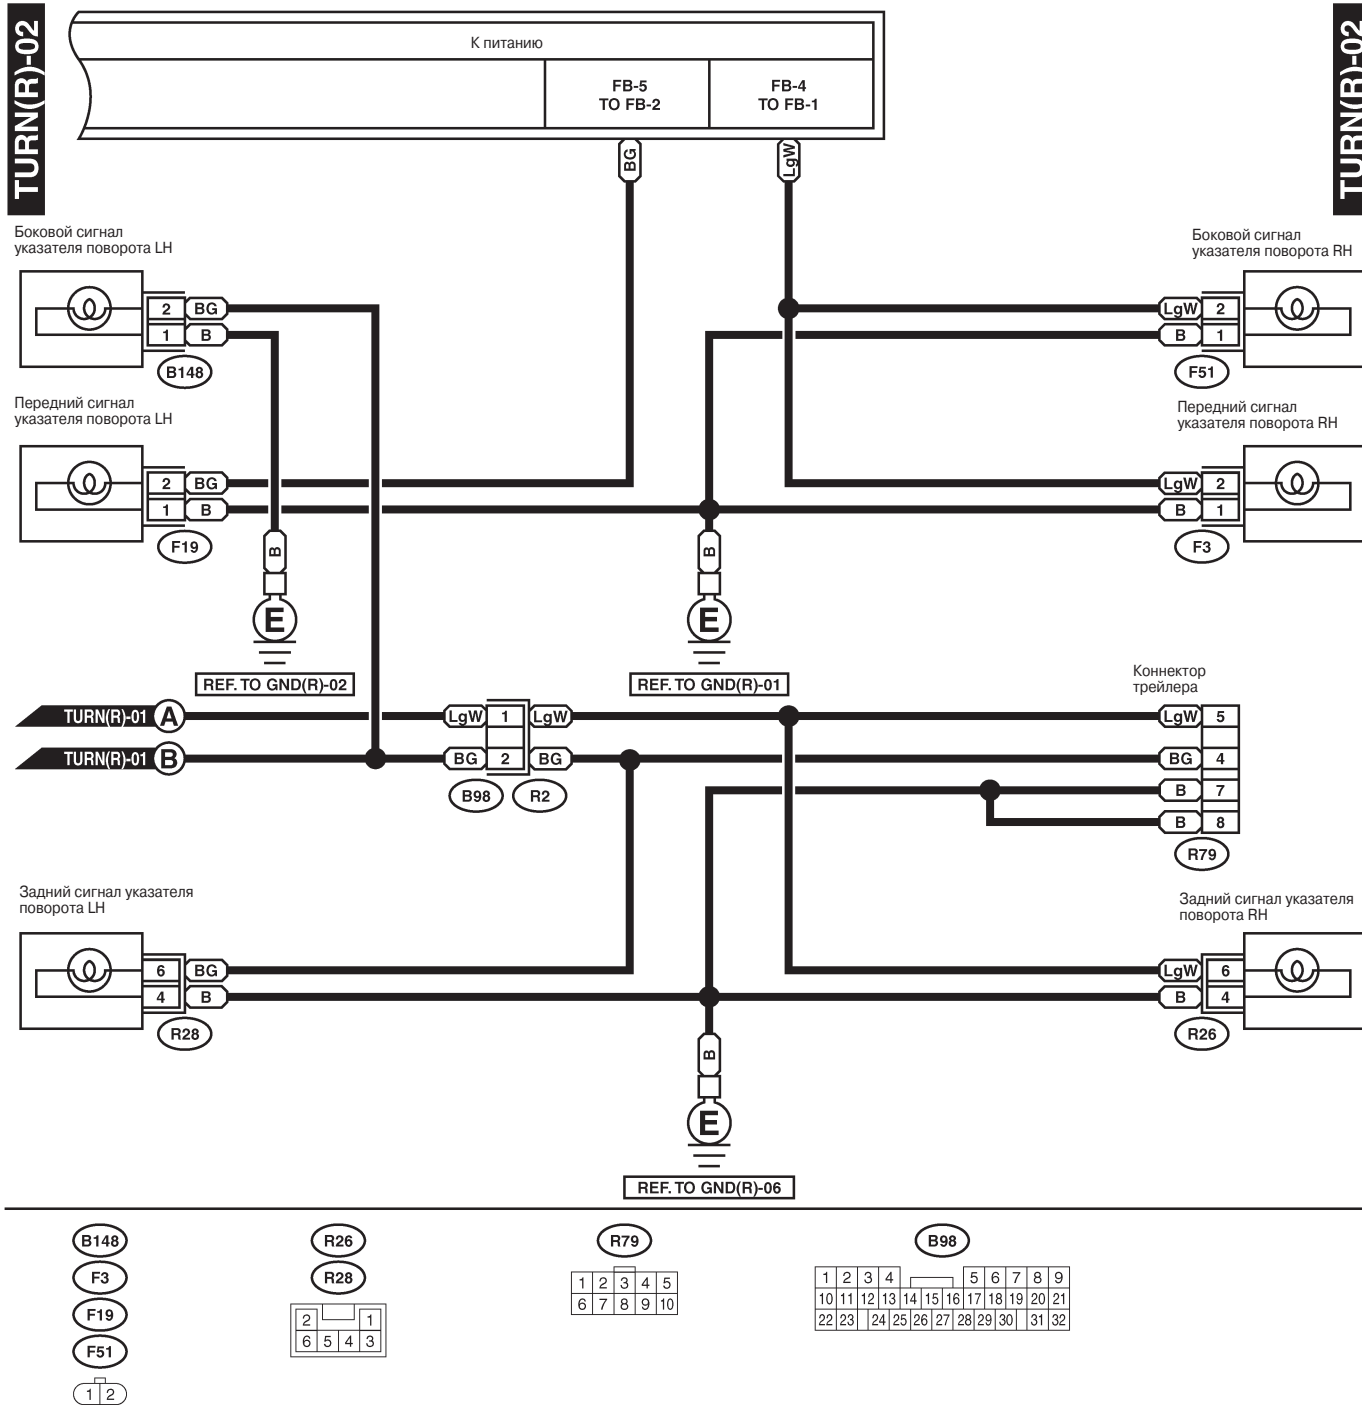 TURN(R)-02
TURN(R)-02
К питанию
FB-5
TO FB-2
FB-4
TO FB-1
BG
LgW
Боковой сигнал
указателя поворота LH
2 BG
1 B
B148
Боковой сигнал
указателя поворота RH
LgW 2
B 1
F51
Передний сигнал
указателя поворота LH
2 BG
1 B
F19
Передний сигнал
указателя поворота RH
LgW 2
B 1
F3
B
E
REF. TO GND(R)-02
B
E
REF. TO GND(R)-01
Коннектор
трейлера
TURN(R)-01 A
LgW 1 LgW
LgW 5
TURN(R)-01 B
BG 2 BG
BG 4
B98 R2
B 7
B 8
R79
Задний сигнал указателя
поворота LH
6 BG
4 B
R28
Задний сигнал указателя
поворота RH
LgW 6
B 4
R26
B
E
REF. TO GND(R)-06
B148
F3
F19
F51
1 2
R26
R28
2 1
6 5 4 3
R79
1 2 3 4 5
6 7 8 9 10
B98
1 2 3 4 5 6 7 8 9
10 11 12 13 14 15 16 17 18 19 20 21
22 23 24 25 26 27 28 29 30 31 32